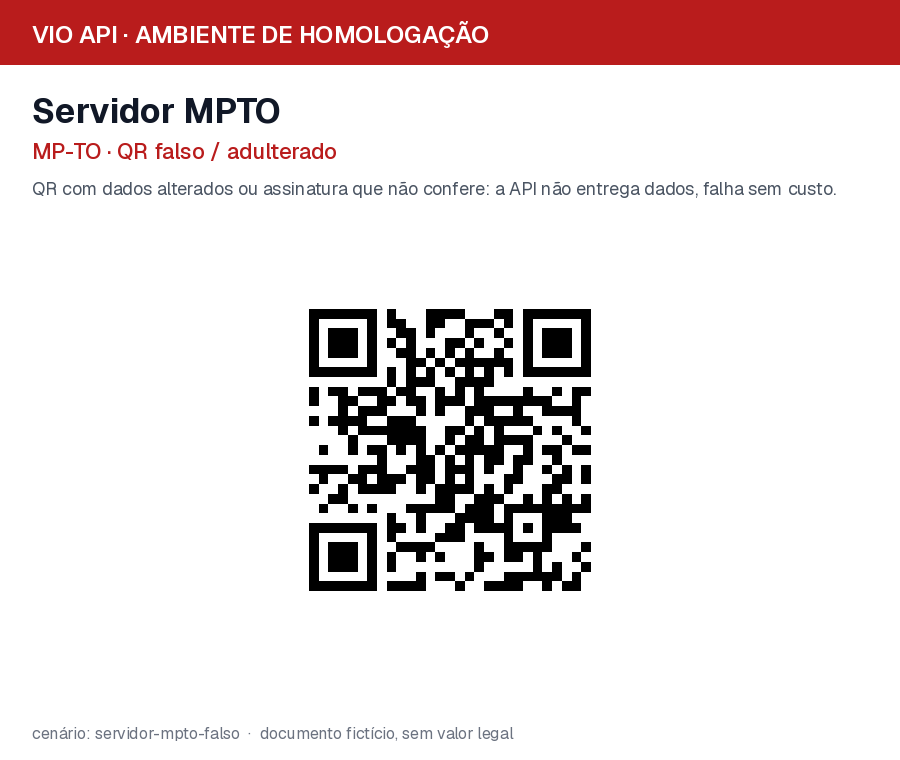 VIO API · AMBIENTE DE HOMOLOGAÇÃO
Servidor MPTO
MP-TO · QR falso / adulterado
QR com dados alterados ou assinatura que não confere: a API não entrega dados, falha sem custo.
cenário: servidor-mpto-falso · documento fictício, sem valor legal